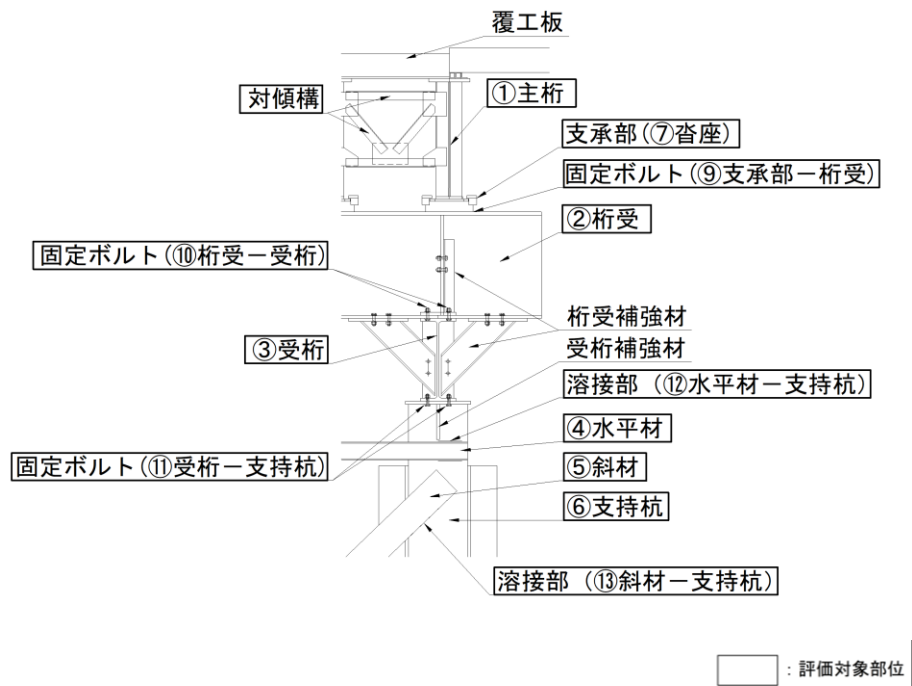 覆工板
対傾構
①主桁
支承部(⑦沓座)
固定ボルト(⑨支承部－桁受)
②桁受
固定ボルト(⑩桁受－受桁)
桁受補強材
③受桁
受桁補強材
溶接部（⑫水平材－支持杭）
④水平材
固定ボルト(⑪受桁－支持杭)
⑤斜材
⑥支持杭
溶接部（⑬斜材－支持杭）
：評価対象部位